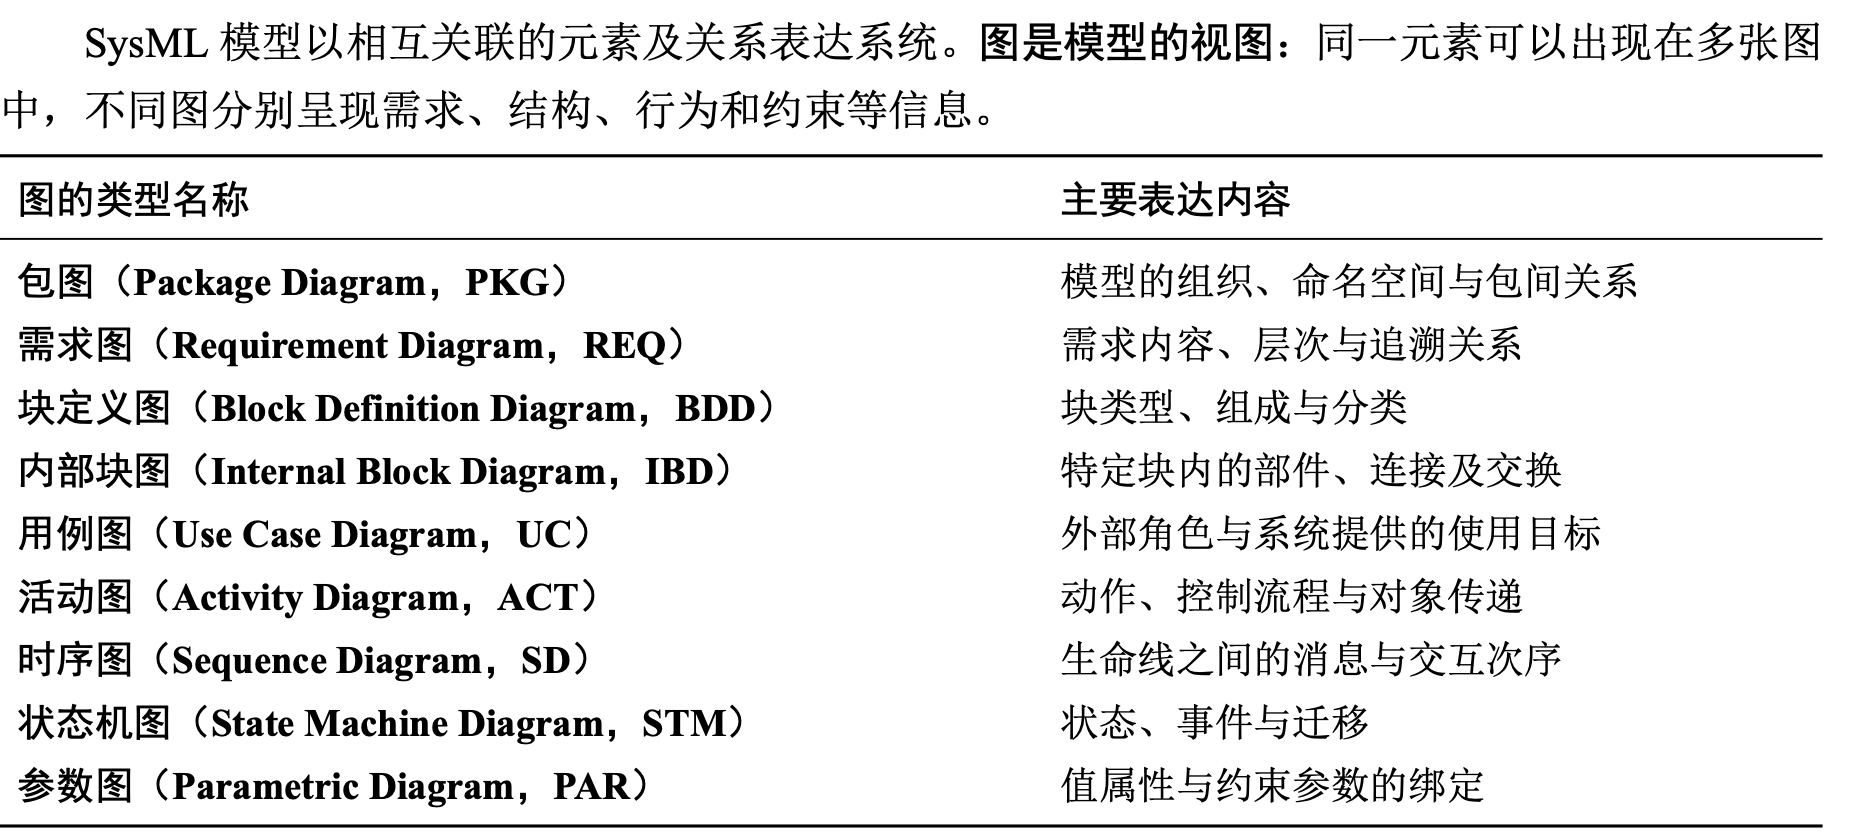 SysML 模型以相互关联的元素及关系表达系统。图是模型的视图：同一元素可以出现在多张图
中，不同图分别呈现需求、结构、行为和约束等信息。
图的类型名称 主要表达内容
包图（Package Diagram，PKG） 模型的组织、命名空间与包间关系
需求图（Requirement Diagram，REQ） 需求内容、层次与追溯关系
块定义图（Block Definition Diagram，BDD） 块类型、组成与分类
内部块图（Internal Block Diagram，IBD） 特定块内的部件、连接及交换
用例图（Use Case Diagram，UC） 外部角色与系统提供的使用目标
活动图（Activity Diagram，ACT） 动作、控制流程与对象传递
时序图（Sequence Diagram，SD） 生命线之间的消息与交互次序
状态机图（State Machine Diagram，STM） 状态、事件与迁移
参数图（Parametric Diagram，PAR） 值属性与约束参数的绑定